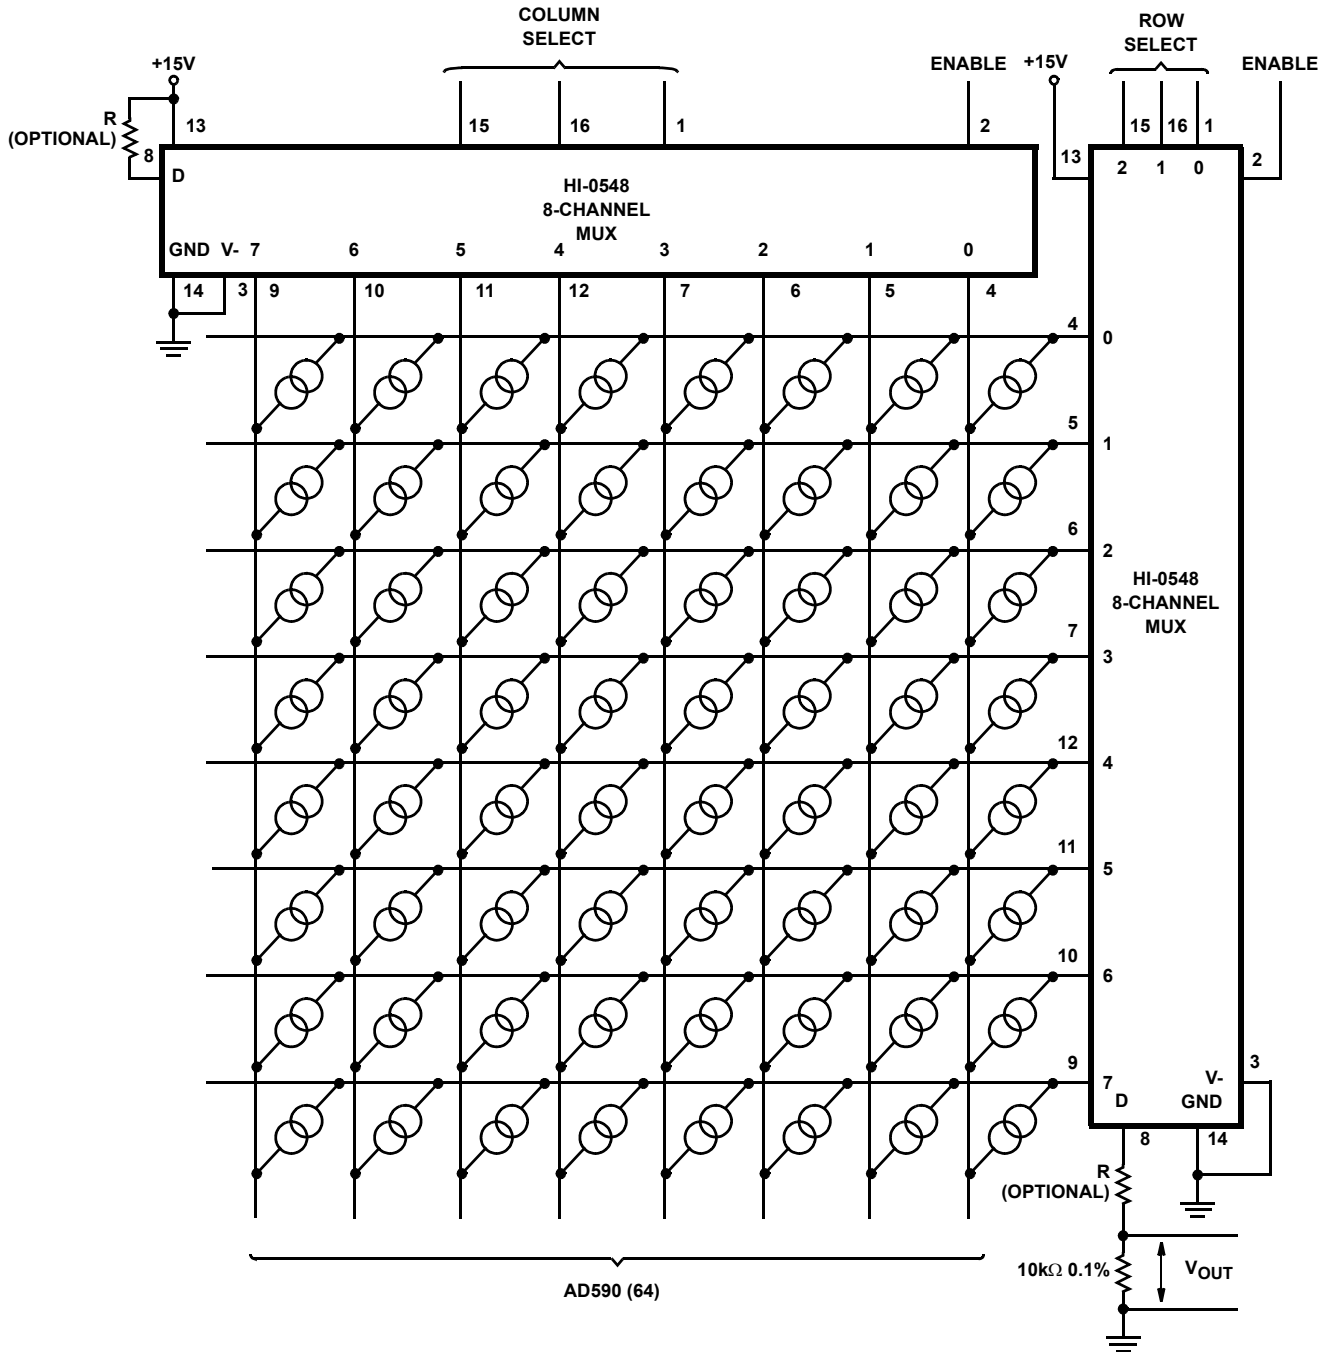 COLUMN
SELECT
ROW
SELECT
+15V
ENABLE
+15V
ENABLE
R
(OPTIONAL)
13
15
16
1
2
15
16
1
8
13
2
D
2
1
0
HI-0548
8-CHANNEL
MUX
GND
V-
7
6
5
4
3
2
1
0
14
3
9
10
11
12
7
6
5
4
4
0
5
1
6
2
HI-0548
8-CHANNEL
MUX
7
3
12
4
11
5
10
6
9
7
3
V-
D
GND
8
14
R
(OPTIONAL)
10kΩ 0.1%
VOUT
AD590 (64)